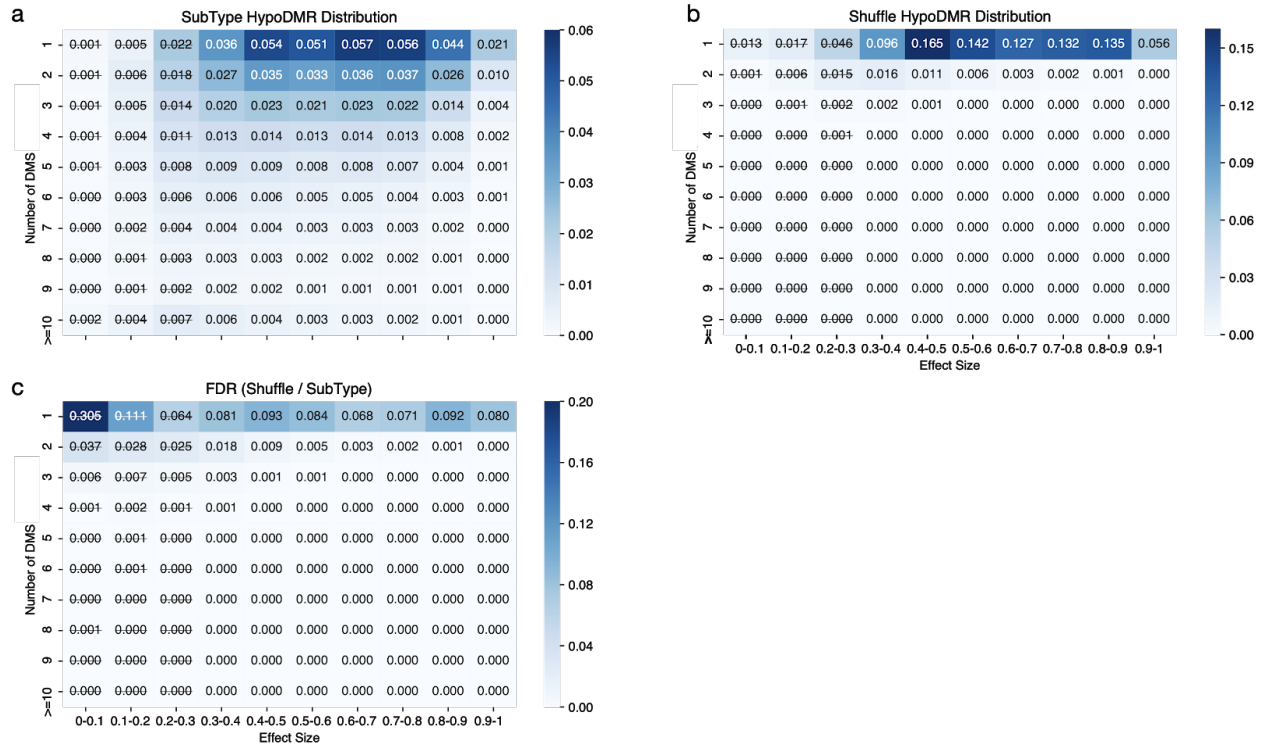 a
SubType HypoDMR Distribution
Number of DMS
1 0.001 0.005 0.022 0.036 0.054 0.051 0.057 0.056 0.044 0.021
2 0.001 0.006 0.018 0.027 0.035 0.033 0.036 0.037 0.026 0.010
3 0.001 0.005 0.014 0.020 0.023 0.021 0.023 0.022 0.014 0.004
4 0.001 0.004 0.011 0.013 0.014 0.013 0.014 0.013 0.008 0.002
5 0.001 0.003 0.008 0.009 0.009 0.008 0.008 0.007 0.004 0.001
6 0.000 0.003 0.006 0.006 0.006 0.005 0.005 0.004 0.003 0.001
7 0.000 0.002 0.004 0.004 0.004 0.003 0.003 0.003 0.002 0.000
8 0.000 0.001 0.003 0.003 0.003 0.002 0.002 0.002 0.001 0.000
9 0.000 0.001 0.002 0.002 0.002 0.001 0.001 0.001 0.001 0.000
>=10 0.002 0.004 0.007 0.006 0.004 0.003 0.003 0.002 0.001 0.000
0.06
0.05
0.04
0.03
0.02
0.01
0.00
b
Shuffle HypoDMR Distribution
Number of DMS
1 0.013 0.017 0.046 0.096 0.165 0.142 0.127 0.132 0.135 0.056
2 0.001 0.006 0.015 0.016 0.011 0.006 0.003 0.002 0.001 0.000
3 0.000 0.001 0.002 0.002 0.001 0.000 0.000 0.000 0.000 0.000
4 0.000 0.000 0.001 0.000 0.000 0.000 0.000 0.000 0.000 0.000
5 0.000 0.000 0.000 0.000 0.000 0.000 0.000 0.000 0.000 0.000
6 0.000 0.000 0.000 0.000 0.000 0.000 0.000 0.000 0.000 0.000
7 0.000 0.000 0.000 0.000 0.000 0.000 0.000 0.000 0.000 0.000
8 0.000 0.000 0.000 0.000 0.000 0.000 0.000 0.000 0.000 0.000
9 0.000 0.000 0.000 0.000 0.000 0.000 0.000 0.000 0.000 0.000
>=10 0.000 0.000 0.000 0.000 0.000 0.000 0.000 0.000 0.000 0.000
0-0.1 0.1-0.2 0.2-0.3 0.3-0.4 0.4-0.5 0.5-0.6 0.6-0.7 0.7-0.8 0.8-0.9 0.9-1
Effect Size
0.15
0.12
0.09
0.06
0.03
0.00
c
FDR (Shuffle / SubType)
Number of DMS
1 0.305 0.111 0.064 0.081 0.093 0.084 0.068 0.071 0.092 0.080
2 0.037 0.028 0.025 0.018 0.009 0.005 0.003 0.002 0.001 0.000
3 0.006 0.007 0.005 0.003 0.001 0.001 0.000 0.000 0.000 0.000
4 0.001 0.002 0.001 0.001 0.000 0.000 0.000 0.000 0.000 0.000
5 0.000 0.001 0.000 0.000 0.000 0.000 0.000 0.000 0.000 0.000
6 0.000 0.001 0.000 0.000 0.000 0.000 0.000 0.000 0.000 0.000
7 0.000 0.000 0.000 0.000 0.000 0.000 0.000 0.000 0.000 0.000
8 0.001 0.000 0.000 0.000 0.000 0.000 0.000 0.000 0.000 0.000
9 0.000 0.000 0.000 0.000 0.000 0.000 0.000 0.000 0.000 0.000
>=10 0.000 0.000 0.000 0.000 0.000 0.000 0.000 0.000 0.000 0.000
0-0.1 0.1-0.2 0.2-0.3 0.3-0.4 0.4-0.5 0.5-0.6 0.6-0.7 0.7-0.8 0.8-0.9 0.9-1
Effect Size
0.20
0.16
0.12
0.08
0.04
0.00